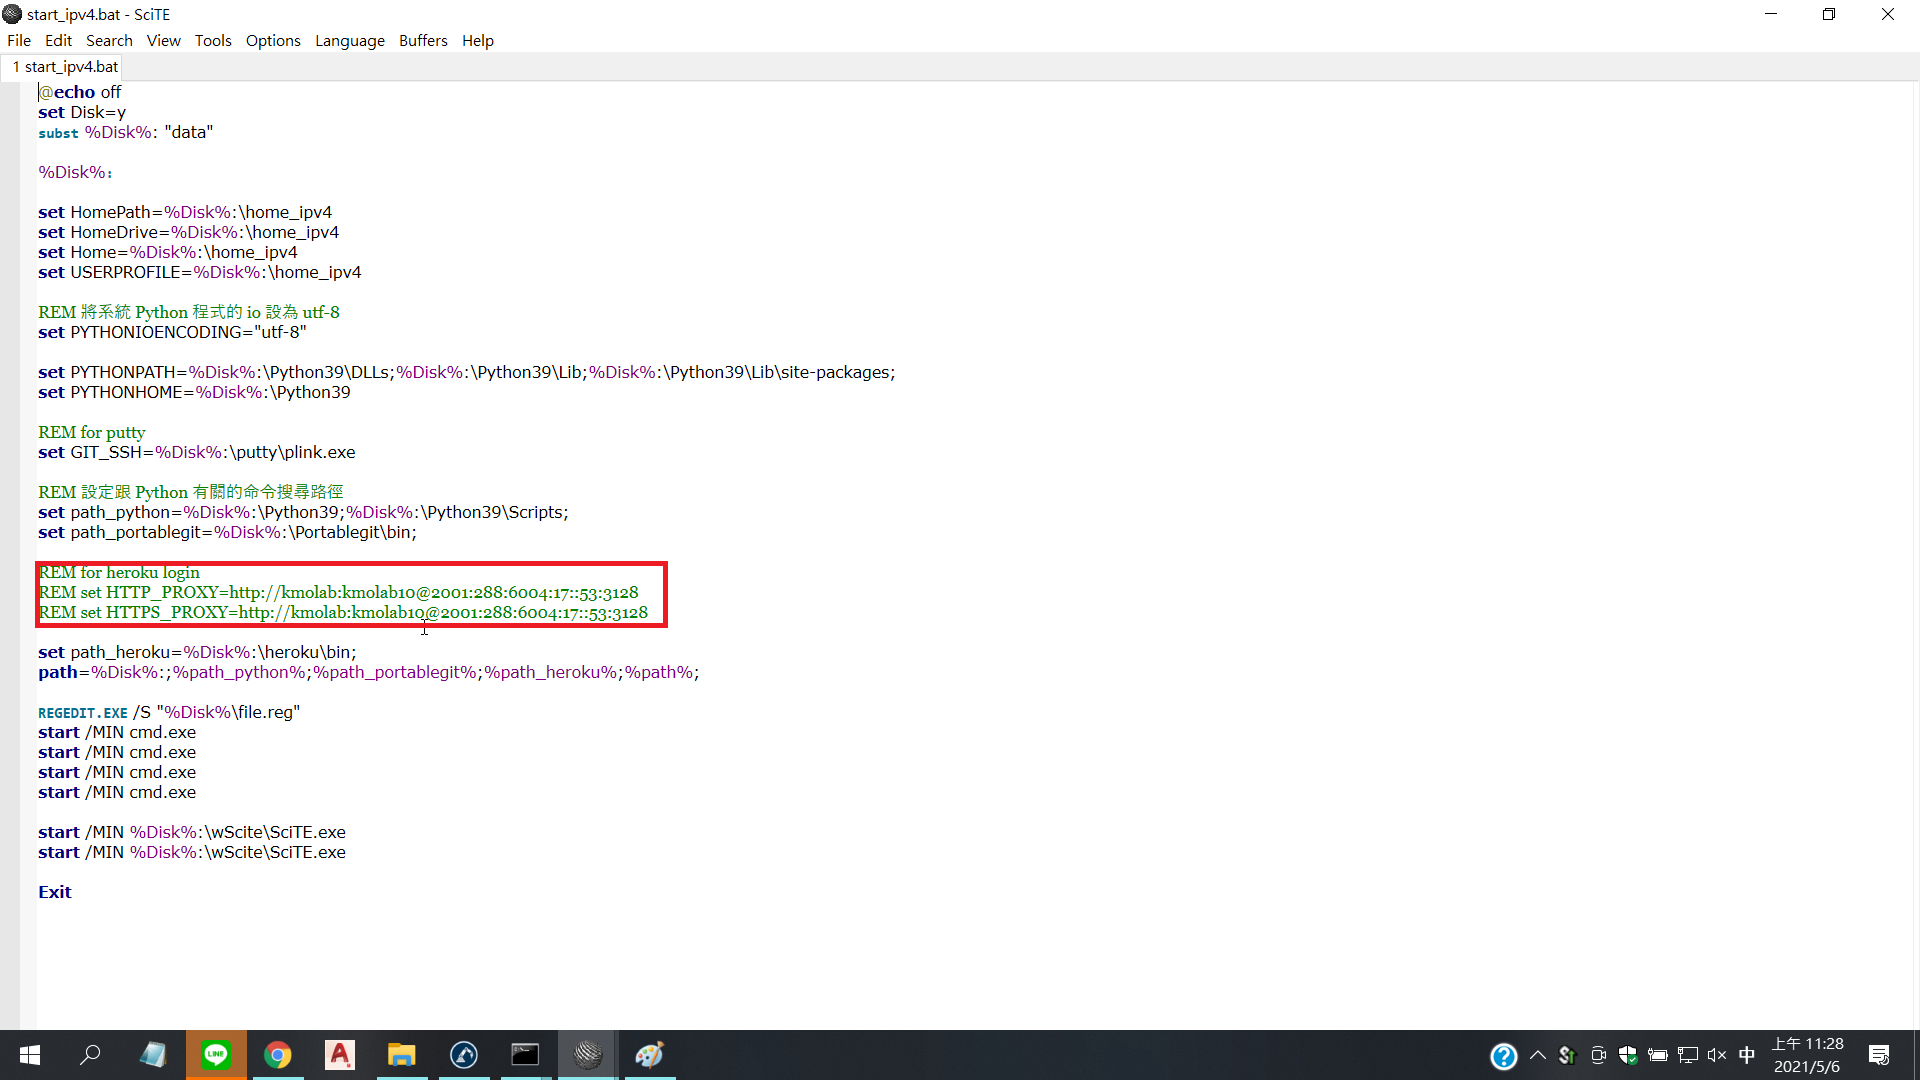 start_ipv4.bat - SciTE
File Edit Search View Tools Options Language Buffers Help
1 start_ipv4.bat
@echo off
set Disk=y
subst %Disk%: "data"
%Disk%:
set HomePath=%Disk%:\home_ipv4
set HomeDrive=%Disk%:\home_ipv4
set Home=%Disk%:\home_ipv4
set USERPROFILE=%Disk%:\home_ipv4
REM 將系統 Python 程式的 io 設為 utf-8
set PYTHONIOENCODING="utf-8"
set PYTHONPATH=%Disk%:\Python39\DLLs;%Disk%:\Python39\Lib;%Disk%:\Python39\Lib\site-packages;
set PYTHONHOME=%Disk%:\Python39
REM for putty
set GIT_SSH=%Disk%:\putty\plink.exe
REM 設定跟 Python 有關的命令搜尋路徑
set path_python=%Disk%:\Python39;%Disk%:\Python39\Scripts;
set path_portablegit=%Disk%:\Portablegit\bin;
REM for heroku login
REM set HTTP_PROXY=http://kmolab:kmolab10@2001:288:6004:17::53:3128
REM set HTTPS_PROXY=http://kmolab:kmolab10@2001:288:6004:17::53:3128
set path_heroku=%Disk%:\heroku\bin;
path=%Disk%:;%path_python%;%path_portablegit%;%path_heroku%;%path%;
REGEDIT.EXE /S "%Disk%\file.reg"
start /MIN cmd.exe
start /MIN cmd.exe
start /MIN cmd.exe
start /MIN cmd.exe
start /MIN %Disk%:\wScite\SciTE.exe
start /MIN %Disk%:\wScite\SciTE.exe
Exit
LINE
中
上午 11:28
2021/5/6